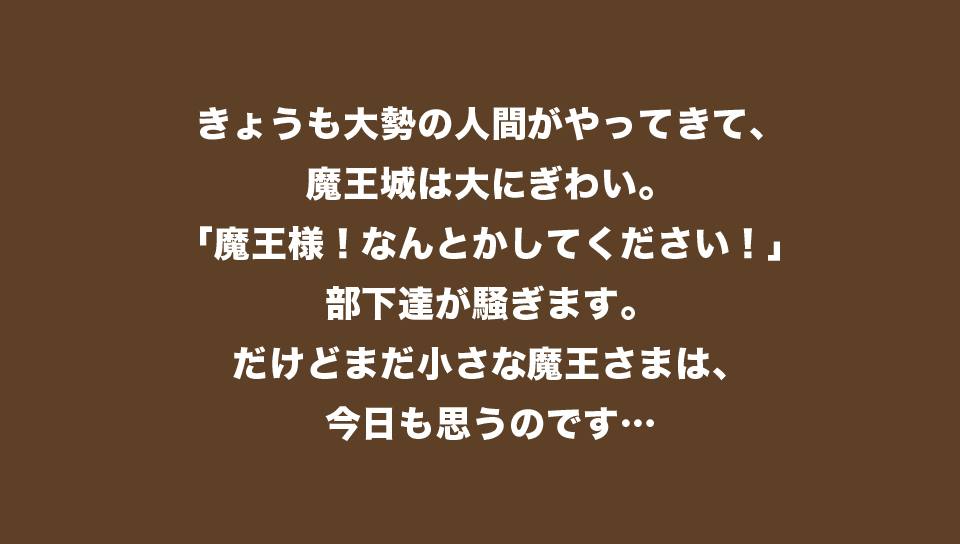 きょうも大勢の人間がやってきて、
魔王城は大にぎわい。
「魔王様！なんとかしてください！」
部下達が騒ぎます。
だけどまだ小さな魔王さまは、
今日も思うのです…